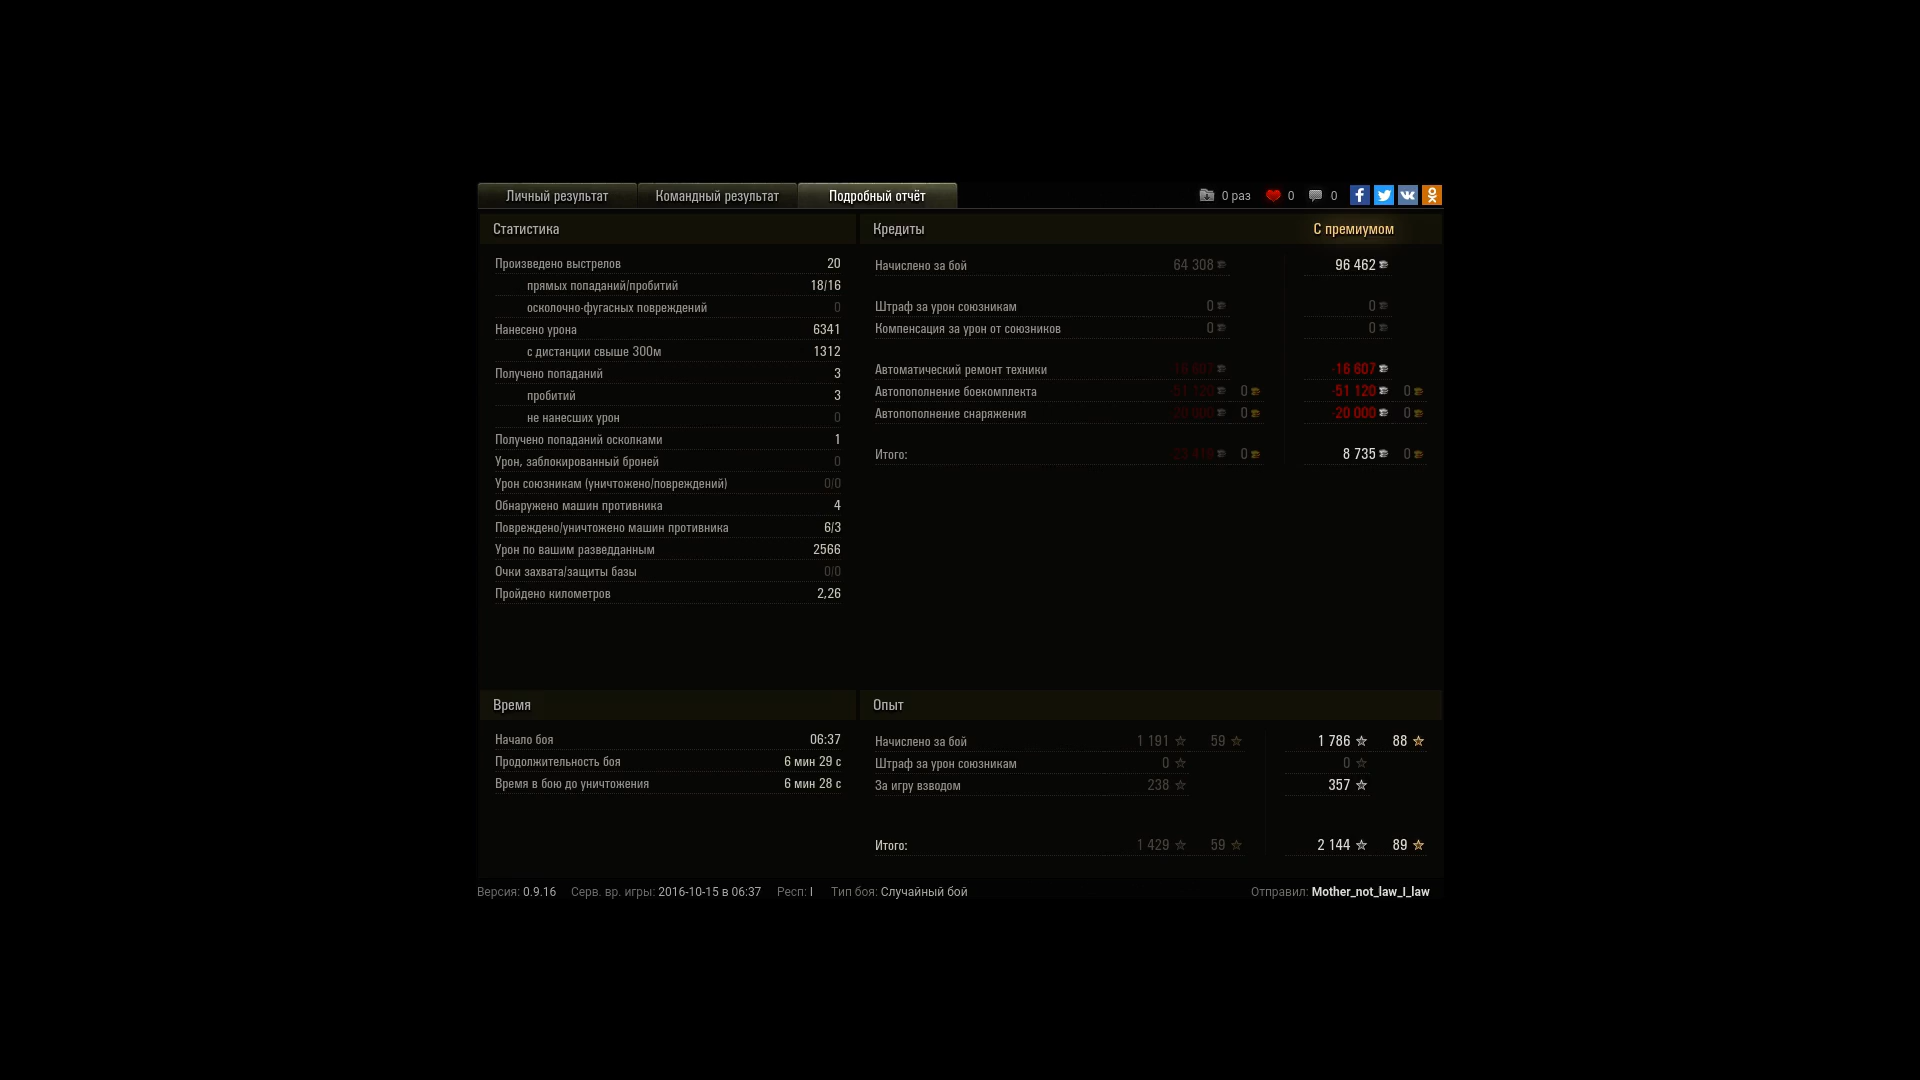 Личный результат Командный результат Подробный отчёт 0 раз 0 0
Статистика
Произведено выстрелов 20
прямых попаданий/пробитий 18/16
осколочно-фугасных повреждений 0
Нанесено урона 6341
с дистанции свыше 300м 1312
Получено попаданий 3
пробитий 3
не нанесших урон 0
Получено попаданий осколками 1
Урон, заблокированный броней 0
Урон союзникам (уничтожено/повреждений) 0/0
Обнаружено машин противника 4
Повреждено/уничтожено машин противника 6/3
Урон по вашим разведданным 2566
Очки захвата/защиты базы 0/0
Пройдено километров 2,26
Кредиты С премиумом
Начислено за бой 64 308 96 462
Штраф за урон союзникам 0 0
Компенсация за урон от союзников 0 0
Автоматический ремонт техники -16 607 -16 607
Автопополнение боекомплекта -51 120 0 -51 120 0
Автопополнение снаряжения -20 000 0 -20 000 0
Итого: -23 419 0 8 735 0
Время
Начало боя 06:37
Продолжительность боя 6 мин 29 с
Время в бою до уничтожения 6 мин 28 с
Опыт
Начислено за бой 1 191 59 1 786 88
Штраф за урон союзникам 0 0
За игру взводом 238 357
Итого: 1 429 59 2 144 89
Версия: 0.9.16 Серв. вр. игры: 2016-10-15 в 06:37 Респ: I Тип боя: Случайный бой Отправил: Mother_not_law_I_law